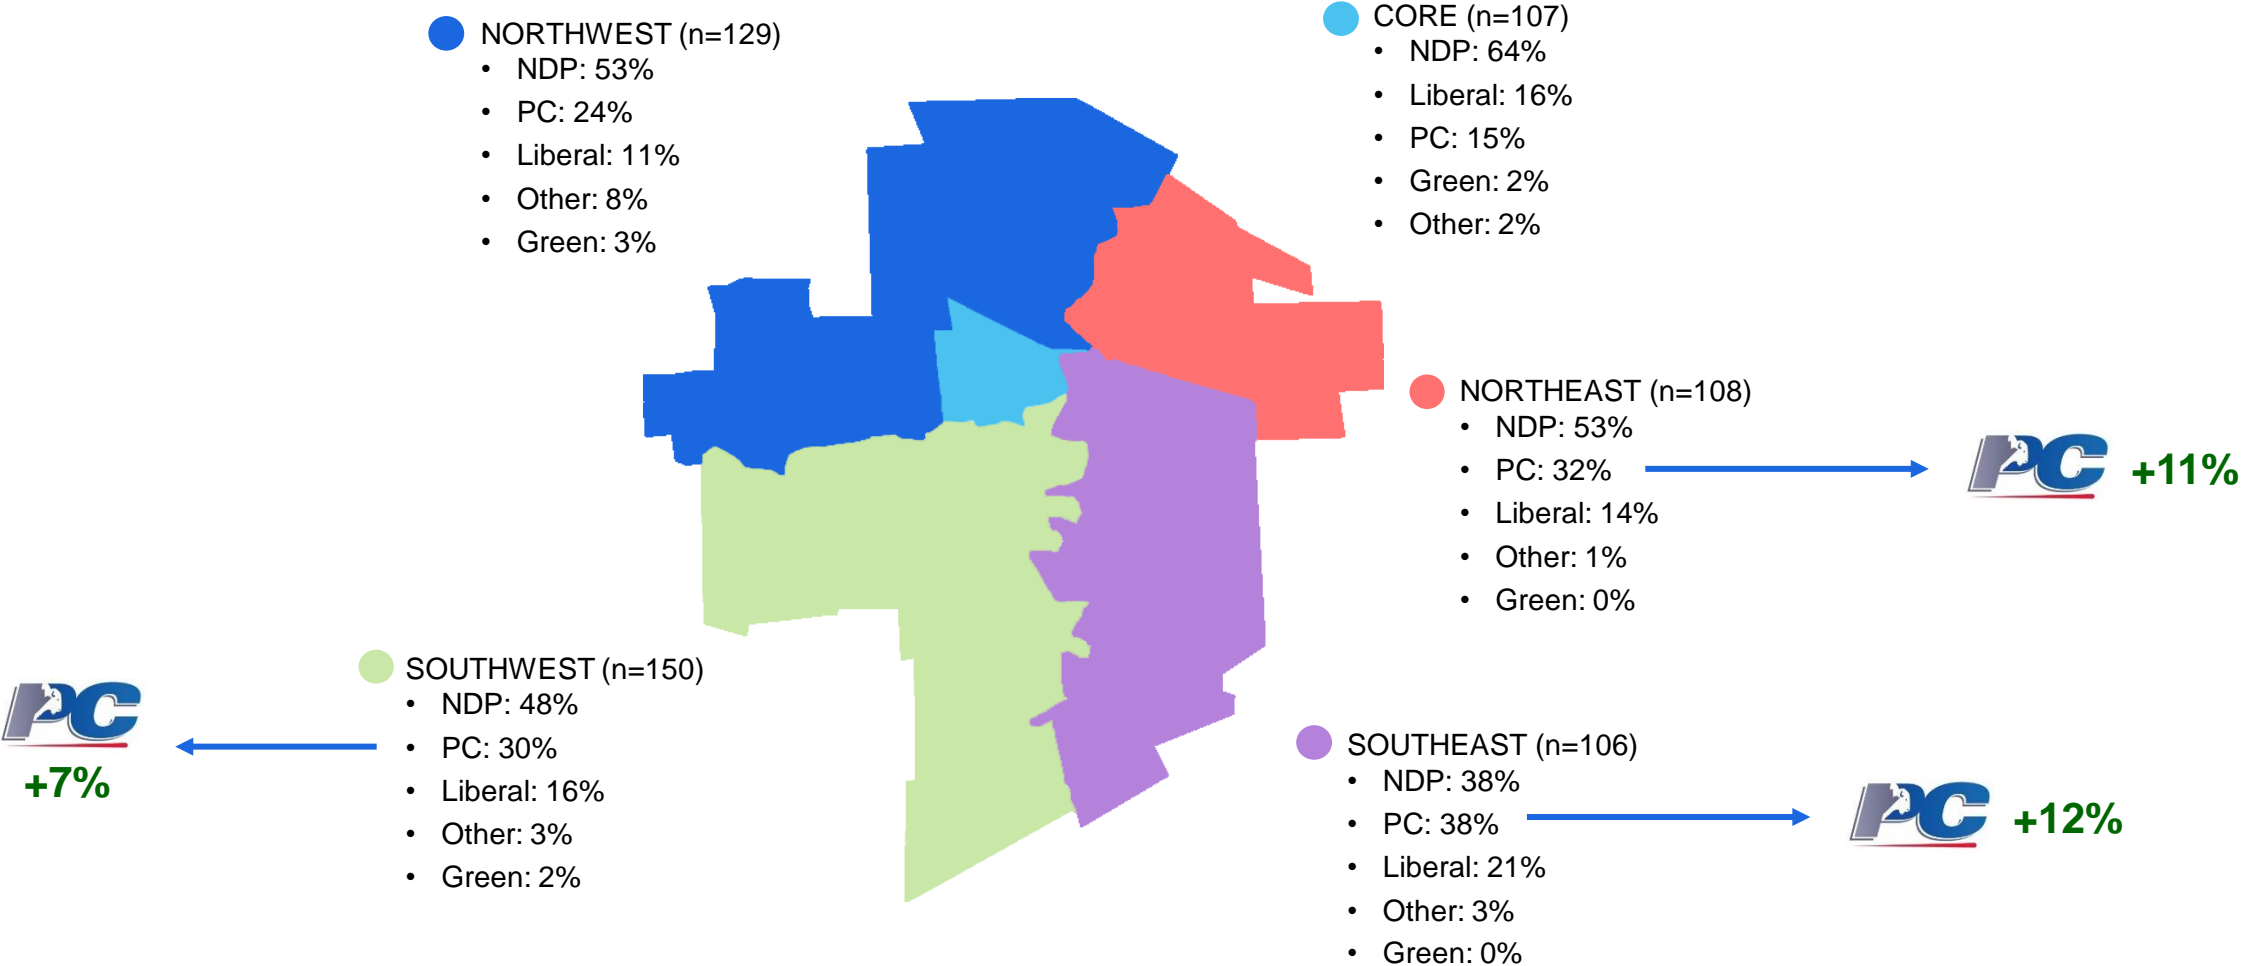 NORTHWEST (n=129)
• NDP: 53%
• PC: 24%
• Liberal: 11%
• Other: 8%
• Green: 3%
CORE (n=107)
• NDP: 64%
• Liberal: 16%
• PC: 15%
• Green: 2%
• Other: 2%
NORTHEAST (n=108)
• NDP: 53%
• PC: 32%
• Liberal: 14%
• Other: 1%
• Green: 0%
PC +11%
SOUTHWEST (n=150)
• NDP: 48%
• PC: 30%
• Liberal: 16%
• Other: 3%
• Green: 2%
PC
+7%
SOUTHEAST (n=106)
• NDP: 38%
• PC: 38%
• Liberal: 21%
• Other: 3%
• Green: 0%
PC +12%